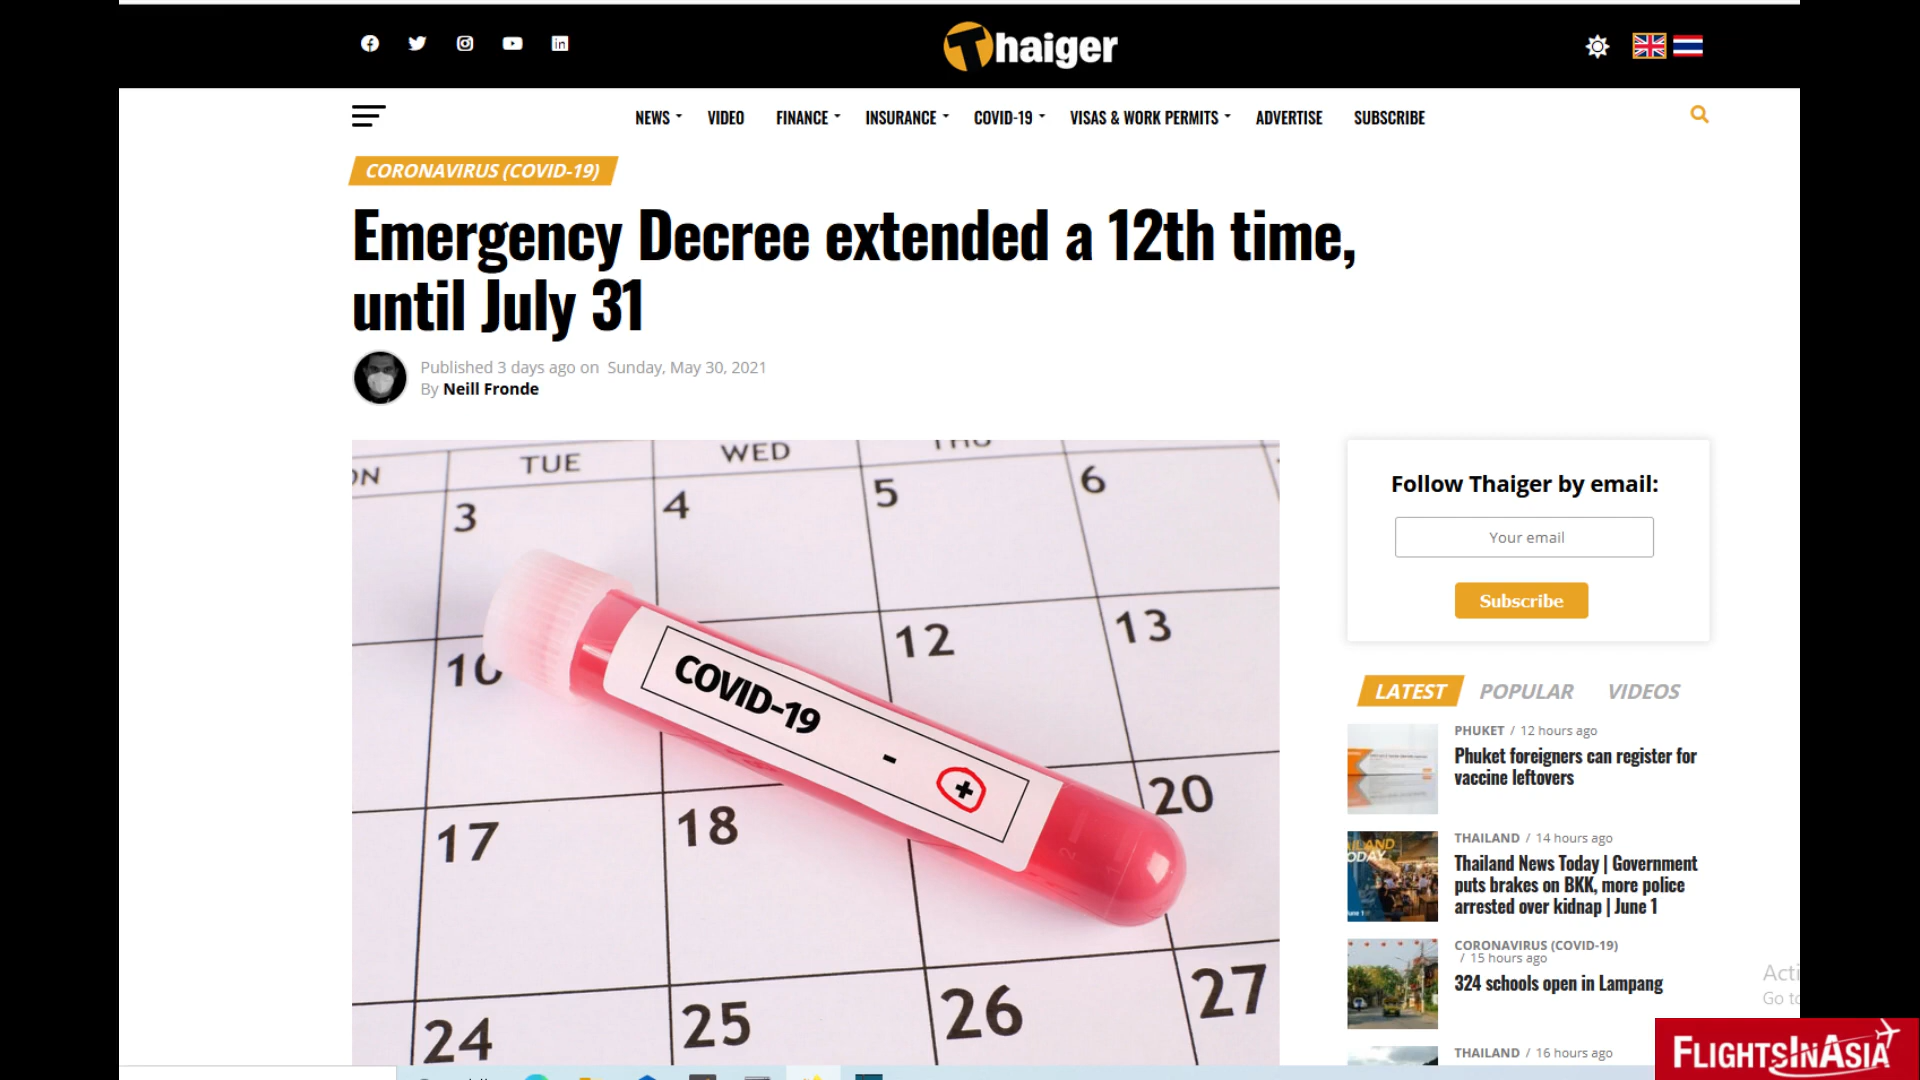 Thaiger
NEWS VIDEO FINANCE INSURANCE COVID-19 VISAS & WORK PERMITS ADVERTISE SUBSCRIBE
CORONAVIRUS (COVID-19)
Emergency Decree extended a 12th time,
until July 31
Published 3 days ago on Sunday, May 30, 2021
By Neill Fronde
TUE WED
3 4 5 6
10 12 13
17 18 20
24 25 26 27
COVID-19 - +
Follow Thaiger by email:
Your email
Subscribe
LATEST POPULAR VIDEOS
PHUKET / 12 hours ago
Phuket foreigners can register for
vaccine leftovers
THAILAND / 14 hours ago
Thailand News Today | Government
puts brakes on BKK, more police
arrested over kidnap | June 1
CORONAVIRUS (COVID-19)
/ 15 hours ago
324 schools open in Lampang
THAILAND / 16 hours ago
FLIGHTSINASIA